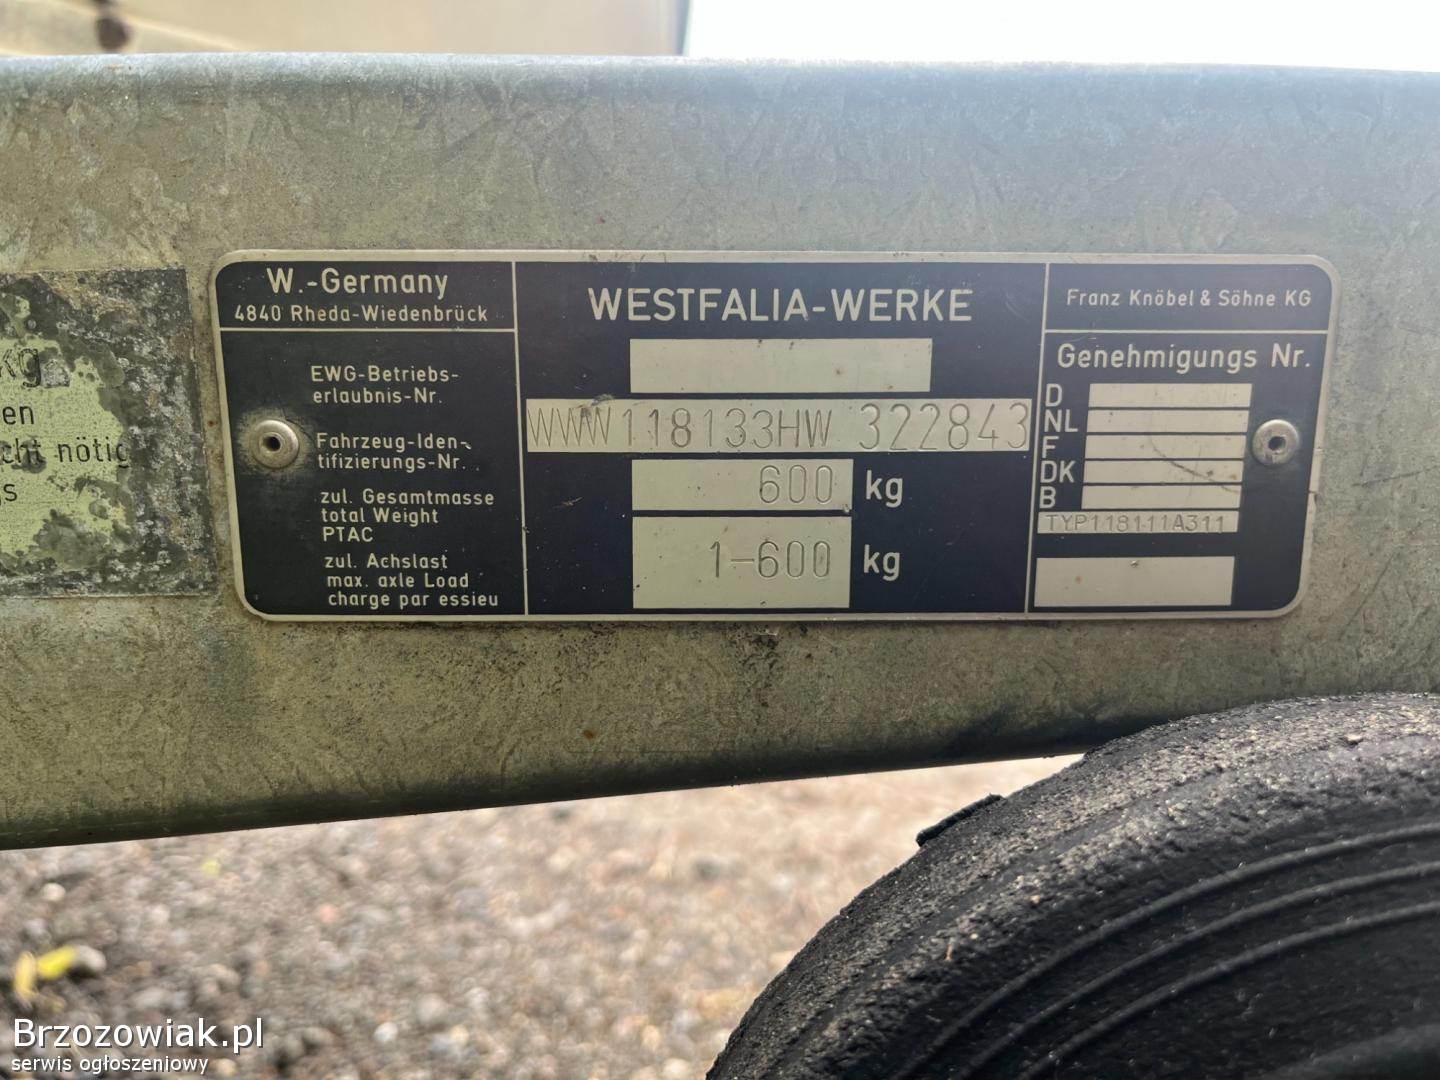 W.-Germany
4840 Rheda-Wiedenbrück
WESTFALIA-WERKE
Franz Knöbel & Söhne KG
EWG-Betriebs-
erlaubnis-Nr.
Fahrzeug-Iden-
tifizierungs-Nr.
WWW118133HW 322843
zul. Gesamtmasse
total Weight
PTAC
600 kg
zul. Achslast
max. axle Load
charge par essieu
1-600 kg
Genehmigungs Nr.
D
NL
F
DK
B
TYP118111A311
kg
nötig
Brzozowiak.pl
serwis ogłoszeniowy